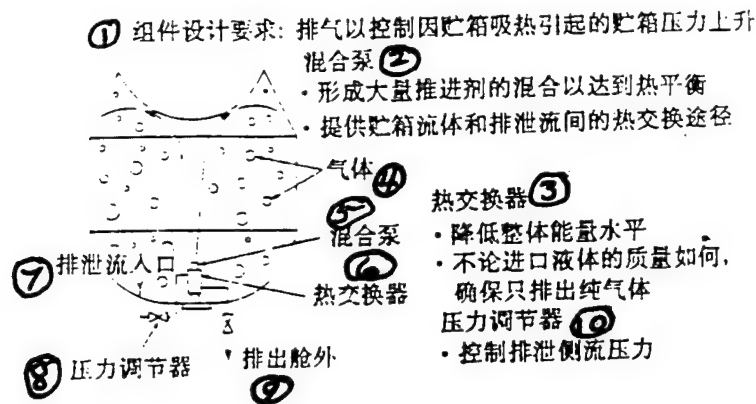 ① 组件设计要求: 排气以控制因贮箱吸热引起的贮箱压力上升
混合泵 ②
· 形成大量推进剂的混合以达到热平衡
· 提供贮箱流体和排泄流间的热交换途径
气体 ④
热交换器 ③
⑤
混合泵
· 降低整体能量水平
⑦ 排泄流入口
⑥
· 不论进口液体的质量如何,
热交换器
确保只排出纯气体
压力调节器 ⑩
⑧ 压力调节器
排出舱外
· 控制排泄侧流压力
⑨